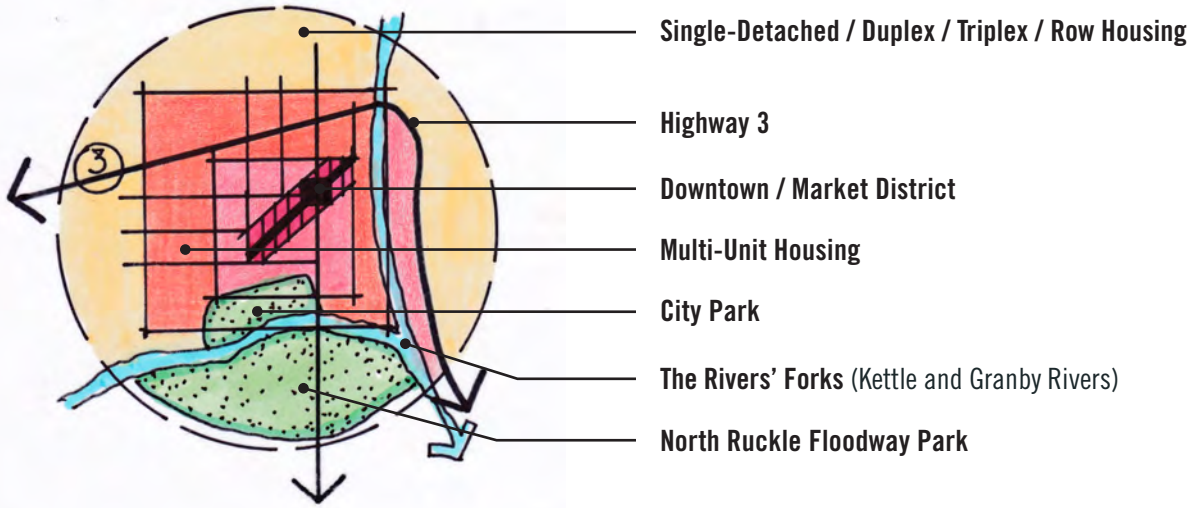 Single-Detached / Duplex / Triplex / Row Housing
Highway 3
3
Downtown / Market District
Multi-Unit Housing
City Park
The Rivers’ Forks (Kettle and Granby Rivers)
North Ruckle Floodway Park